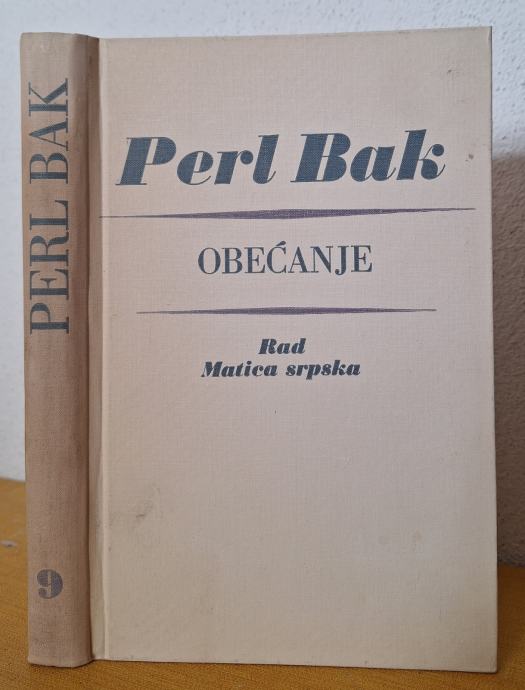 PERL BAK
9
Perl Bak
OBEĆANJE
Rad
Matica srpska